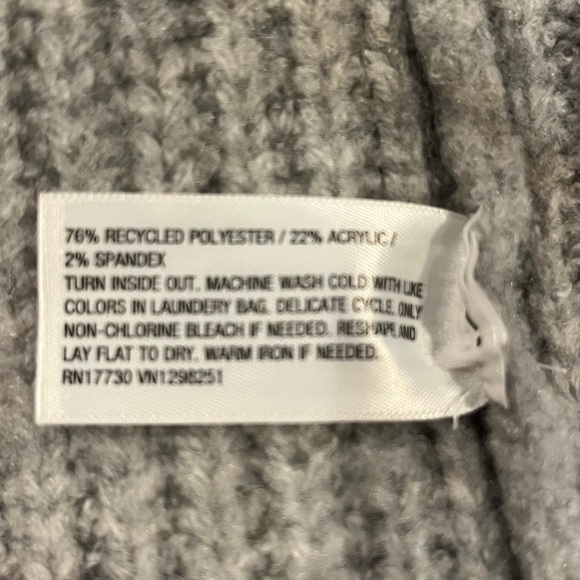 76% RECYCLED POLYESTER / 22% ACRYLIC /
2% SPANDEX
TURN INSIDE OUT. MACHINE WASH COLD WITH LIKE
COLORS IN LAUNDERY BAG. DELICATE CYCLE. ONLY
NON-CHLORINE BLEACH IF NEEDED. RESHAPE AND
LAY FLAT TO DRY. WARM IRON IF NEEDED.
RN17730 VN1298251